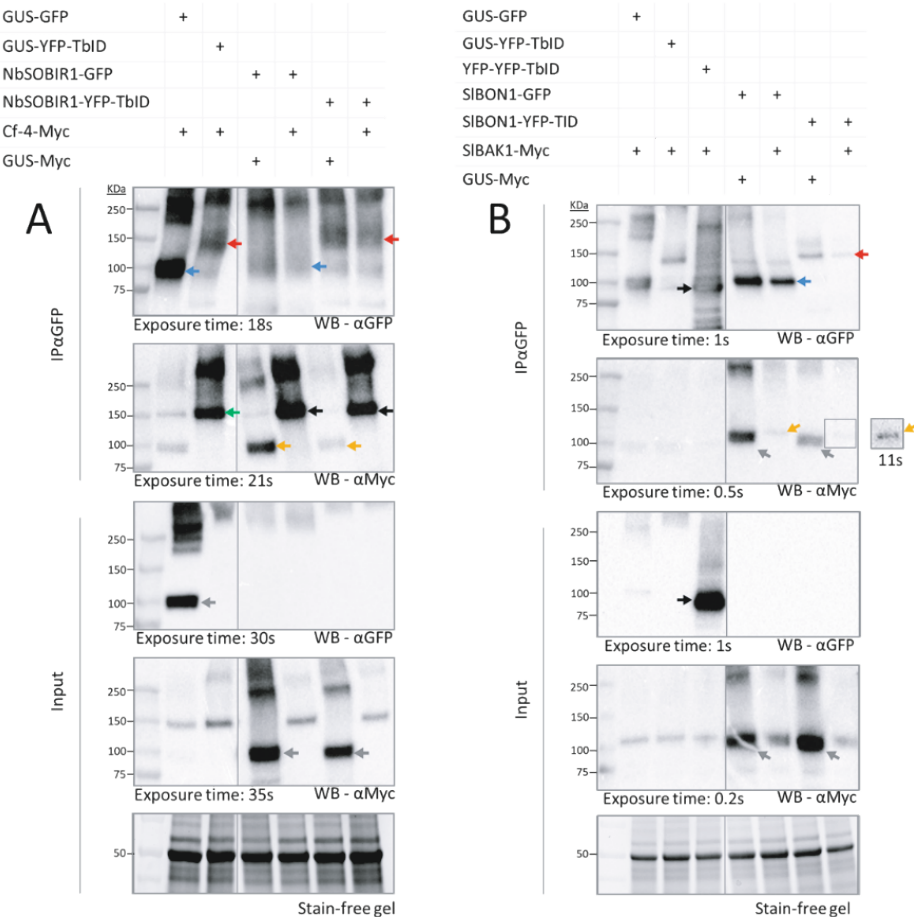 GUS-GFP +
GUS-YFP-TbID +
NbSOBIR1-GFP + +
NbSOBIR1-YFP-TbID + +
Cf-4-Myc + + + +
GUS-Myc + +
A
IPαGFP
KDa
250
150
100
75
Exposure time: 18s WB - αGFP
250
150
100
75
Exposure time: 21s WB - αMyc
Input
250
150
100
75
Exposure time: 30s WB - αGFP
250
150
100
75
Exposure time: 35s WB - αMyc
50
Stain-free gel
GUS-GFP +
GUS-YFP-TbID +
YFP-YFP-TbID +
SlBON1-GFP + +
SlBON1-YFP-TID + +
SlBAK1-Myc + + + + +
GUS-Myc + +
B
IPαGFP
KDa
250
150
100
75
Exposure time: 1s WB - αGFP
250
150
100
75
11s
Exposure time: 0.5s WB - αMyc
Input
250
150
100
75
Exposure time: 1s WB - αGFP
250
150
100
75
Exposure time: 0.2s WB - αMyc
50
Stain-free gel